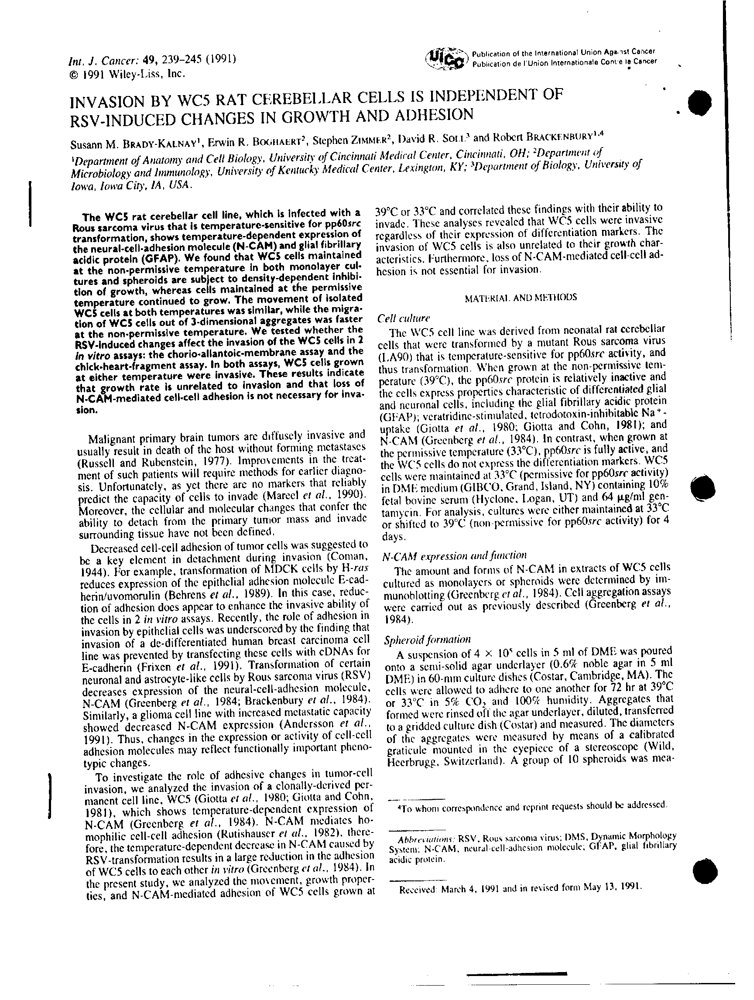 Int. J. Cancer: 49, 239–245 (1991)
© 1991 Wiley-Liss, Inc.
uicc
Publication of the International Union Against Cancer
Publication de l'Union Internationale Contre le Cancer
INVASION BY WC5 RAT CEREBELLAR CELLS IS INDEPENDENT OF
RSV-INDUCED CHANGES IN GROWTH AND ADHESION
Susann M. BRADY-KALNAY¹, Erwin R. BOGHAERT², Stephen ZIMMER², David R. SOLL³ and Robert BRACKENBURY¹,⁴
¹Department of Anatomy and Cell Biology, University of Cincinnati Medical Center, Cincinnati, OH; ²Department of
Microbiology and Immunology, University of Kentucky Medical Center, Lexington, KY; ³Department of Biology, University of
Iowa, Iowa City, IA, USA.
The WC5 rat cerebellar cell line, which is infected with a
Rous sarcoma virus that is temperature-sensitive for pp60src
transformation, shows temperature-dependent expression of
the neural-cell-adhesion molecule (N-CAM) and glial fibrillary
acidic protein (GFAP). We found that WC5 cells maintained
at the non-permissive temperature in both monolayer cul-
tures and spheroids are subject to density-dependent inhibi-
tion of growth, whereas cells maintained at the permissive
temperature continued to grow. The movement of isolated
WC5 cells at both temperatures was similar, while the migra-
tion of WC5 cells out of 3-dimensional aggregates was faster
at the non-permissive temperature. We tested whether the
RSV-induced changes affect the invasion of the WC5 cells in 2
in vitro assays: the chorio-allantoic-membrane assay and the
chick-heart-fragment assay. In both assays, WC5 cells grown
at either temperature were invasive. These results indicate
that growth rate is unrelated to invasion and that loss of
N-CAM-mediated cell-cell adhesion is not necessary for inva-
sion.
Malignant primary brain tumors are diffusely invasive and
usually result in death of the host without forming metastases
(Russell and Rubenstein, 1977). Improvements in the treat-
ment of such patients will require methods for earlier diagno-
sis. Unfortunately, as yet there are no markers that reliably
predict the capacity of cells to invade (Mareel et al., 1990).
Moreover, the cellular and molecular changes that confer the
ability to detach from the primary tumor mass and invade
surrounding tissue have not been defined.
Decreased cell-cell adhesion of tumor cells was suggested to
be a key element in detachment during invasion (Coman,
1944). For example, transformation of MDCK cells by H-ras
reduces expression of the epithelial adhesion molecule E-cad-
herin/uvomorulin (Behrens et al., 1989). In this case, reduc-
tion of adhesion does appear to enhance the invasive ability of
the cells in 2 in vitro assays. Recently, the role of adhesion in
invasion by epithelial cells was underscored by the finding that
invasion of a de-differentiated human breast carcinoma cell
line was prevented by transfecting these cells with cDNAs for
E-cadherin (Frixen et al., 1991). Transformation of certain
neuronal and astrocyte-like cells by Rous sarcoma virus (RSV)
decreases expression of the neural-cell-adhesion molecule,
N-CAM (Greenberg et al., 1984; Brackenbury et al., 1984).
Similarly, a glioma cell line with increased metastatic capacity
showed decreased N-CAM expression (Andersson et al.,
1991). Thus, changes in the expression or activity of cell-cell
adhesion molecules may reflect functionally important pheno-
typic changes.
To investigate the role of adhesive changes in tumor-cell
invasion, we analyzed the invasion of a clonally-derived per-
manent cell line, WC5 (Giotta et al., 1980; Giotta and Cohn,
1981), which shows temperature-dependent expression of
N-CAM (Greenberg et al., 1984). N-CAM mediates ho-
mophilic cell-cell adhesion (Rutishauser et al., 1982), there-
fore, the temperature-dependent decrease in N-CAM caused by
RSV-transformation results in a large reduction in the adhesion
of WC5 cells to each other in vitro (Greenberg et al., 1984). In
the present study, we analyzed the movement, growth proper-
ties, and N-CAM-mediated adhesion of WC5 cells grown at
39°C or 33°C and correlated these findings with their ability to
invade. These analyses revealed that WC5 cells were invasive
regardless of their expression of differentiation markers. The
invasion of WC5 cells is also unrelated to their growth char-
acteristics. Furthermore, loss of N-CAM-mediated cell-cell ad-
hesion is not essential for invasion.
MATERIAL AND METHODS
Cell culture
The WC5 cell line was derived from neonatal rat cerebellar
cells that were transformed by a mutant Rous sarcoma virus
(LA90) that is temperature-sensitive for pp60src activity, and
thus transformation. When grown at the non-permissive tem-
perature (39°C), the pp60src protein is relatively inactive and
the cells express properties characteristic of differentiated glial
and neuronal cells, including the glial fibrillary acidic protein
(GFAP); veratridine-stimulated, tetrodotoxin-inhibitable Na⁺-
uptake (Giotta et al., 1980; Giotta and Cohn, 1981); and
N-CAM (Greenberg et al., 1984). In contrast, when grown at
the permissive temperature (33°C), pp60src is fully active, and
the WC5 cells do not express the differentiation markers. WC5
cells were maintained at 33°C (permissive for pp60src activity)
in DME medium (GIBCO, Grand, Island, NY) containing 10%
fetal bovine serum (Hyclone, Logan, UT) and 64 µg/ml gen-
tamycin. For analysis, cultures were either maintained at 33°C
or shifted to 39°C (non-permissive for pp60src activity) for 4
days.
N-CAM expression and function
The amount and forms of N-CAM in extracts of WC5 cells
cultured as monolayers or spheroids were determined by im-
munoblotting (Greenberg et al., 1984). Cell aggregation assays
were carried out as previously described (Greenberg et al.,
1984).
Spheroid formation
A suspension of 4 × 10⁵ cells in 5 ml of DME was poured
onto a semi-solid agar underlayer (0.6% noble agar in 5 ml
DME) in 60-mm culture dishes (Costar, Cambridge, MA). The
cells were allowed to adhere to one another for 72 hr at 39°C
or 33°C in 5% CO₂ and 100% humidity. Aggregates that
formed were rinsed off the agar underlayer, diluted, transferred
to a gridded culture dish (Costar) and measured. The diameters
of the aggregates were measured by means of a calibrated
graticule mounted in the eyepiece of a stereoscope (Wild,
Heerbrugg, Switzerland). A group of 10 spheroids was mea-
⁴To whom correspondence and reprint requests should be addressed.
Abbreviations: RSV, Rous sarcoma virus; DMS, Dynamic Morphology
System; N-CAM, neural-cell-adhesion molecule; GFAP, glial fibrillary
acidic protein.
Received: March 4, 1991 and in revised form May 13, 1991.